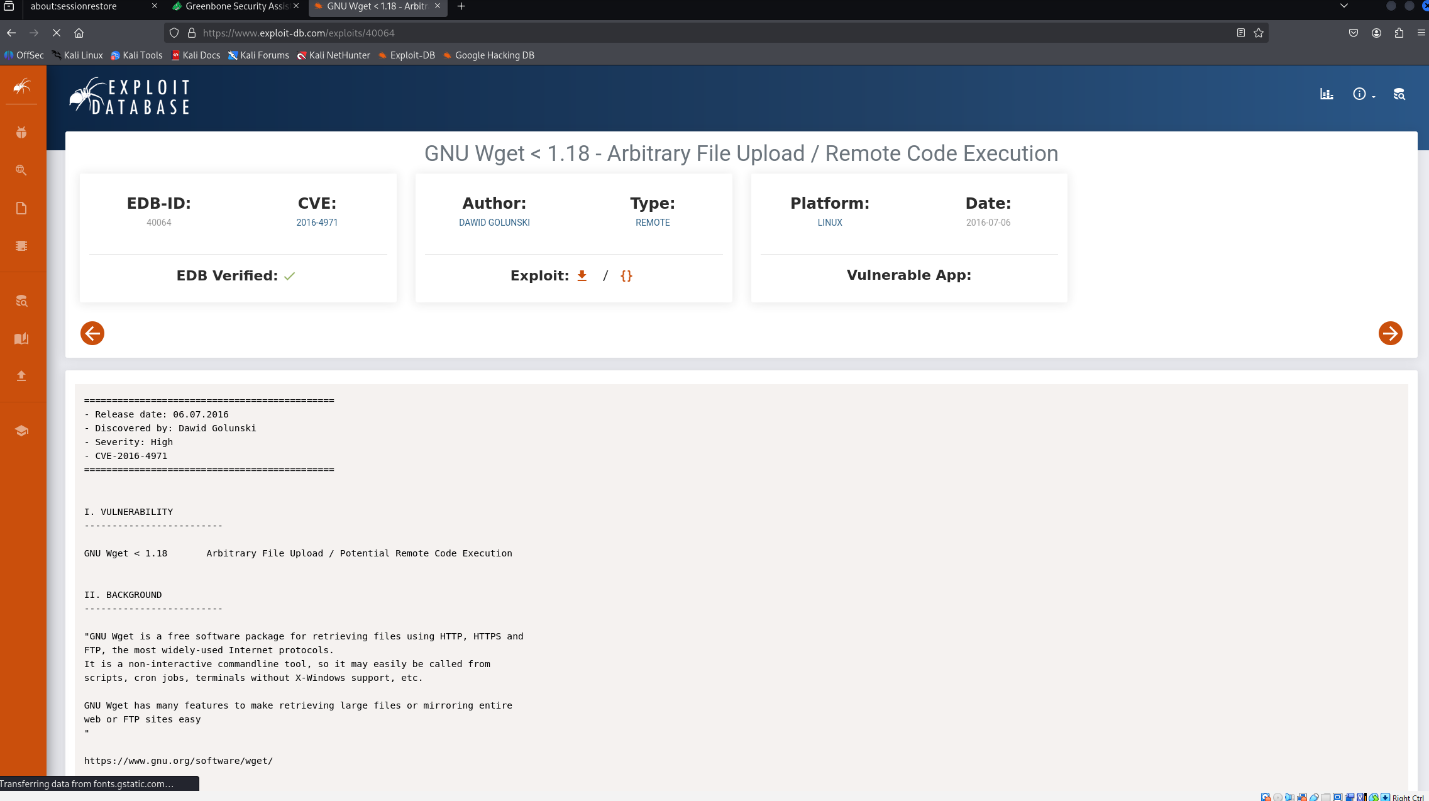 about:sessionrestore
Greenbone Security Assis
GNU Wget < 1.18 - Arbitr
https://www.exploit-db.com/exploits/40064
OffSec Kali Linux Kali Tools Kali Docs Kali Forums Kali NetHunter Exploit-DB Google Hacking DB
EXPLOIT
DATABASE
GNU Wget < 1.18 - Arbitrary File Upload / Remote Code Execution
EDB-ID:
40064
CVE:
2016-4971
EDB Verified:
Author:
DAWID GOLUNSKI
Type:
REMOTE
Exploit: / {}
Platform:
LINUX
Date:
2016-07-06
Vulnerable App:
=============================================
- Release date: 06.07.2016
- Discovered by: Dawid Golunski
- Severity: High
- CVE-2016-4971
=============================================
I. VULNERABILITY
-------------------------
GNU Wget < 1.18       Arbitrary File Upload / Potential Remote Code Execution
II. BACKGROUND
-------------------------
"GNU Wget is a free software package for retrieving files using HTTP, HTTPS and
FTP, the most widely-used Internet protocols.
It is a non-interactive commandline tool, so it may easily be called from
scripts, cron jobs, terminals without X-Windows support, etc.
GNU Wget has many features to make retrieving large files or mirroring entire
web or FTP sites easy
"
https://www.gnu.org/software/wget/
Transferring data from fonts.gstatic.com…
Right Ctrl